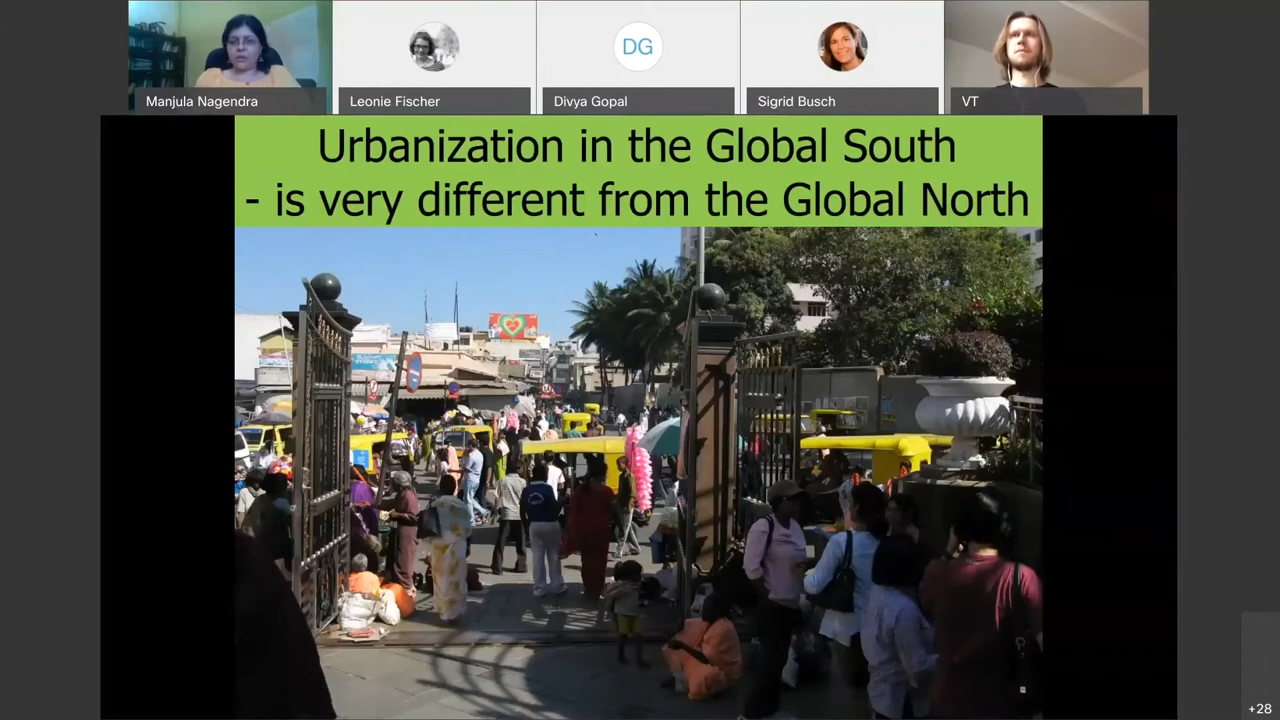 Manjula Nagendra
Leonie Fischer
DG
Divya Gopal
Sigrid Busch
VT
Urbanization in the Global South
- is very different from the Global North
+28